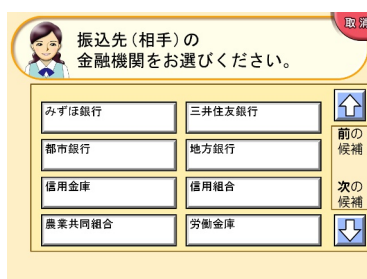 取消
振込先(相手)の
金融機関をお選びください。
みずほ銀行
三井住友銀行
都市銀行
地方銀行
信用金庫
信用組合
農業共同組合
労働金庫
前の
候補
次の
候補